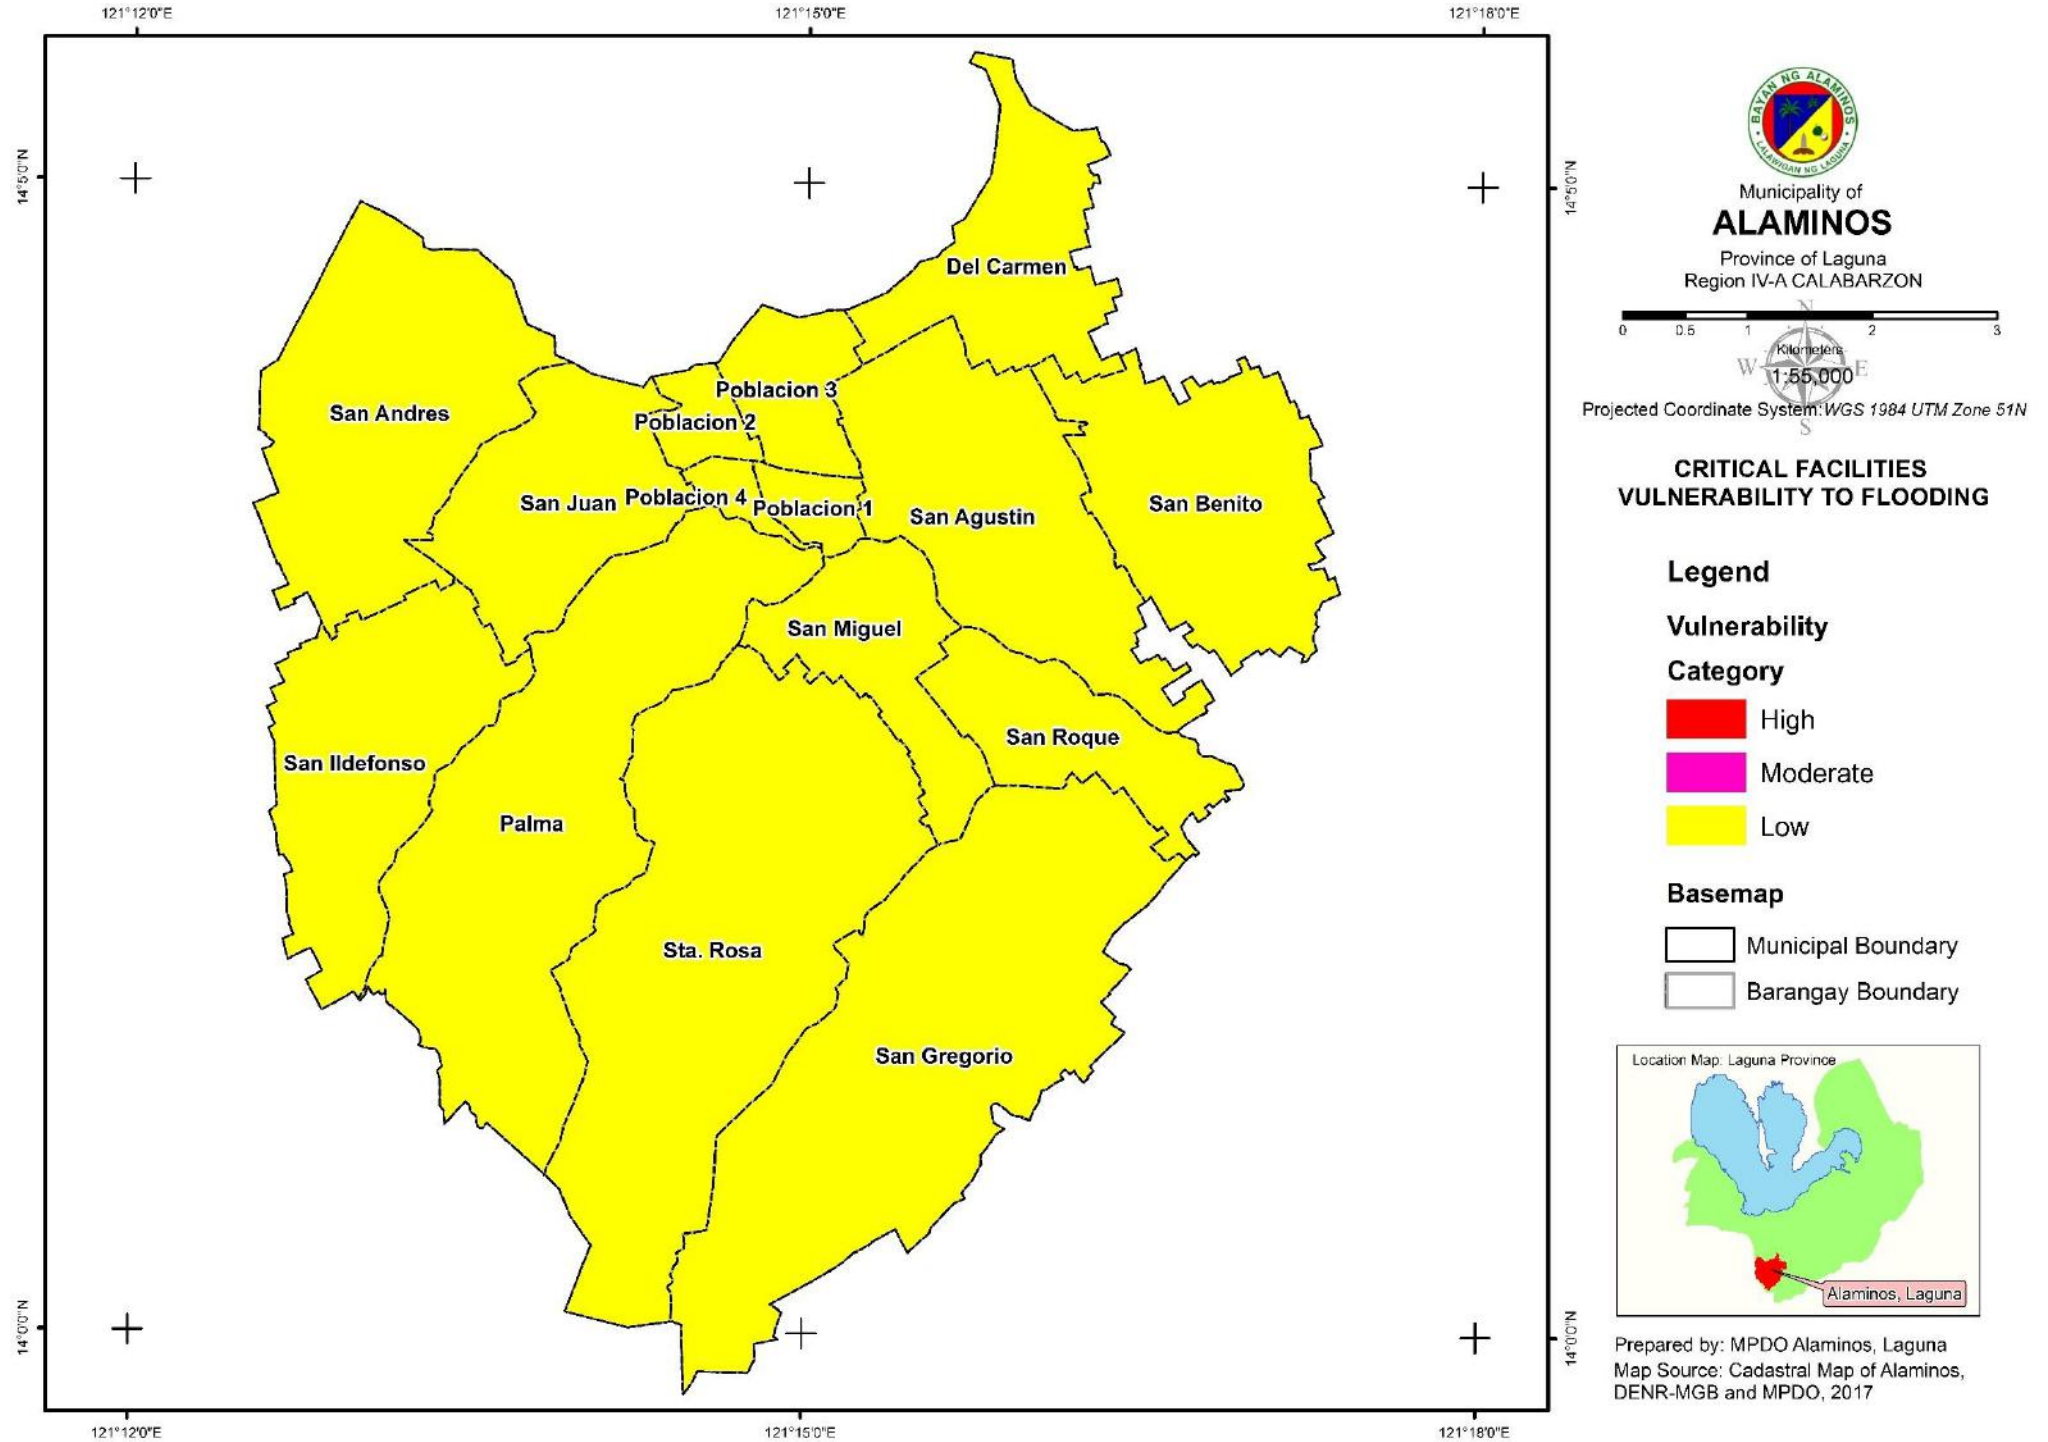 121°12'0"E
121°15'0"E
121°18'0"E
14°5'0"N
14°5'0"N
Del Carmen
San Andres
Poblacion 3
Poblacion 2
San Juan
Poblacion 4
Poblacion 1
San Agustin
San Benito
San Miguel
San Roque
San Ildefonso
Palma
Sta. Rosa
San Gregorio
14°0'0"N
14°0'0"N
121°12'0"E
121°15'0"E
121°18'0"E
BAYAN NG ALAMINOS
LALAWIGAN NG LAGUNA
Municipality of
ALAMINOS
Province of Laguna
Region IV-A CALABARZON
N
0 0.5 1 2 3
Kilometers
W E
1:55,000
Projected Coordinate System: WGS 1984 UTM Zone 51N
S
CRITICAL FACILITIES
VULNERABILITY TO FLOODING
Legend
Vulnerability
Category
High
Moderate
Low
Basemap
Municipal Boundary
Barangay Boundary
Location Map: Laguna Province
Alaminos, Laguna
Prepared by: MPDO Alaminos, Laguna
Map Source: Cadastral Map of Alaminos,
DENR-MGB and MPDO, 2017